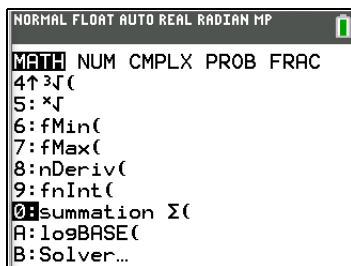 NORMAL FLOAT AUTO REAL RADIAN MP
MATH NUM CMPLX PROB FRAC
4↑³√(
5:ˣ√
6:fMin(
7:fMax(
8:nDeriv(
9:fnInt(
0:summation Σ(
A:logBASE(
B:Solver…